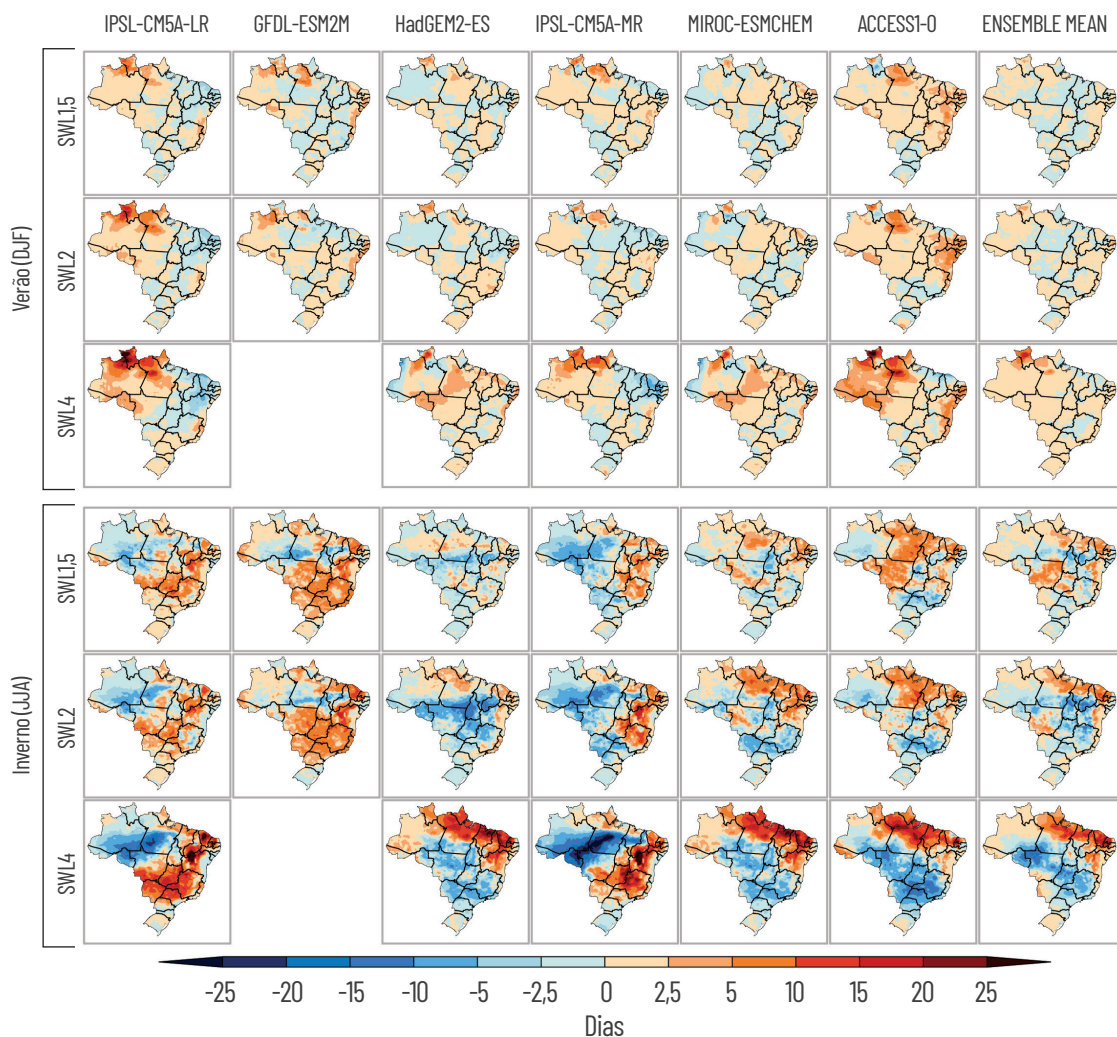 IPSL-CM5A-LR GFDL-ESM2M HadGEM2-ES IPSL-CM5A-MR MIROC-ESMCHEM ACCESS1-0 ENSEMBLE MEAN
Verão (DJF)
SWL1,5
SWL2
SWL4
Inverno (JJA)
SWL1,5
SWL2
SWL4
-25 -20 -15 -10 -5 -2,5 0 2,5 5 10 15 20 25
Dias